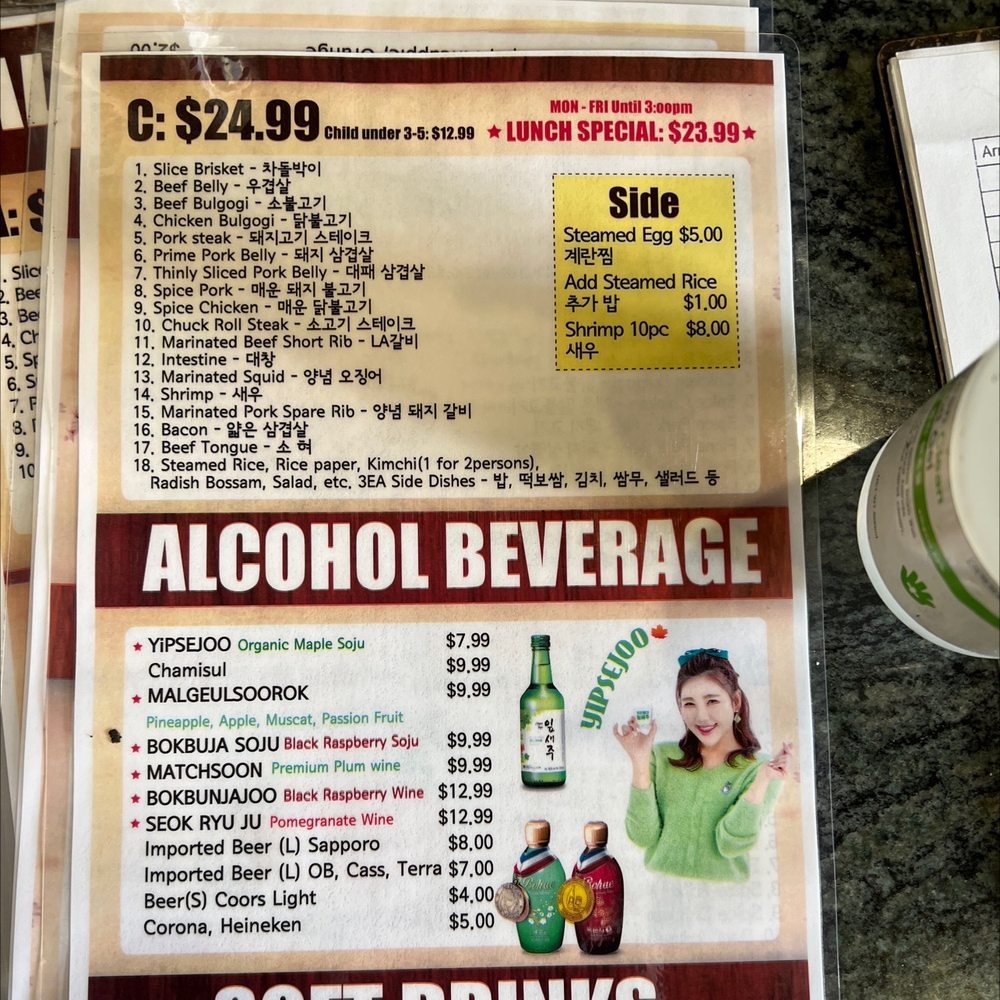 $2.00
C: $24.99 Child under 3-5: $12.99
MON - FRI Until 3:00pm
★ LUNCH SPECIAL: $23.99 ★
1. Slice Brisket - 차돌박이
2. Beef Belly - 우겹살
3. Beef Bulgogi - 소불고기
4. Chicken Bulgogi - 닭불고기
5. Pork steak - 돼지고기 스테이크
6. Prime Pork Belly - 돼지 삼겹살
7. Thinly Sliced Pork Belly - 대패 삼겹살
8. Spice Pork - 매운 돼지 불고기
9. Spice Chicken - 매운 닭불고기
10. Chuck Roll Steak - 소고기 스테이크
11. Marinated Beef Short Rib - LA갈비
12. Intestine - 대창
13. Marinated Squid - 양념 오징어
14. Shrimp - 새우
15. Marinated Pork Spare Rib - 양념 돼지 갈비
16. Bacon - 얇은 삼겹살
17. Beef Tongue - 소 혀
18. Steamed Rice, Rice paper, Kimchi(1 for 2persons),
Radish Bossam, Salad, etc. 3EA Side Dishes - 밥, 떡보쌈, 김치, 쌈무, 샐러드 등
Side
Steamed Egg $5.00
계란찜
Add Steamed Rice
추가 밥 $1.00
Shrimp 10pc $8.00
새우
ALCOHOL BEVERAGE
★ YiPSEJOO Organic Maple Soju $7.99
Chamisul $9.99
★ MALGEULSOOROK $9.99
Pineapple, Apple, Muscat, Passion Fruit
★ BOKBUJA SOJU Black Raspberry Soju $9.99
★ MATCHSOON Premium Plum wine $9.99
★ BOKBUNJAJOO Black Raspberry Wine $12.99
★ SEOK RYU JU Pomegranate Wine $12.99
Imported Beer (L) Sapporo $8.00
Imported Beer (L) OB, Cass, Terra $7.00
Beer(S) Coors Light $4.00
Corona, Heineken $5.00
YIPSEJOO
잎새주
Bohae
Bohae
SOFT DRINKS